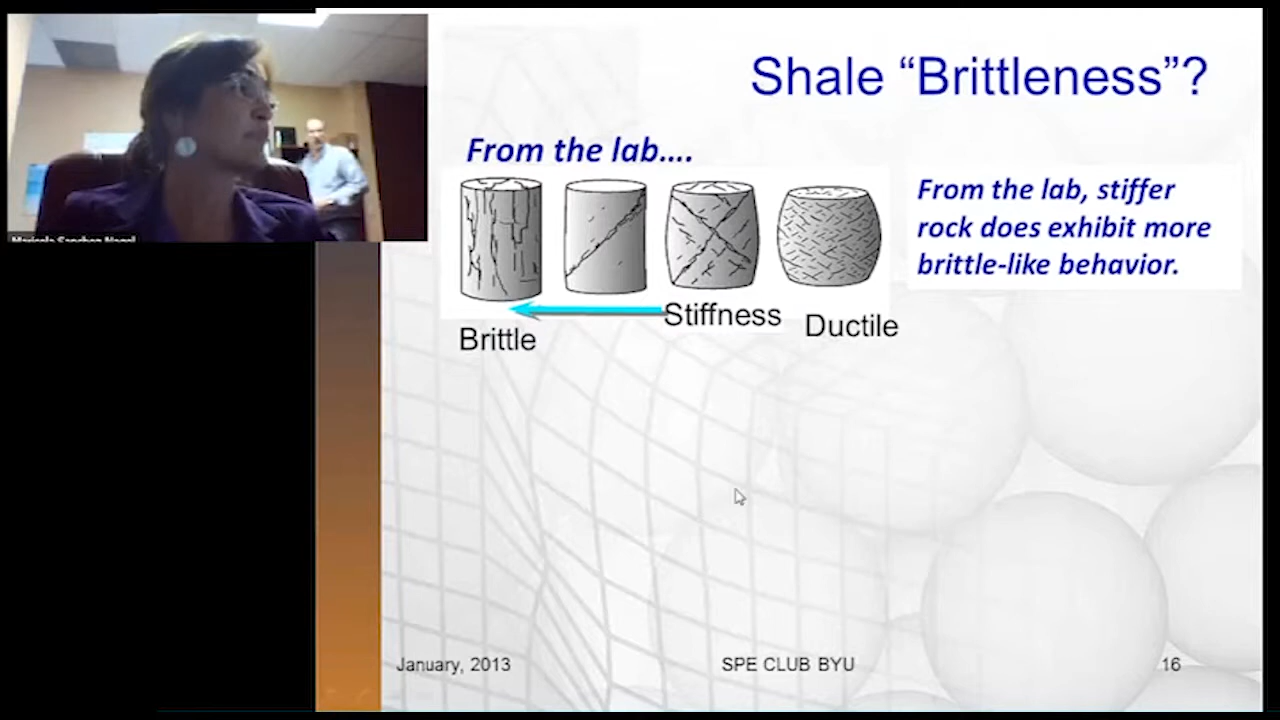 Shale “Brittleness”?
From the lab....
From the lab, stiffer
rock does exhibit more
brittle-like behavior.
Stiffness
Ductile
Brittle
January, 2013
SPE CLUB BYU
16